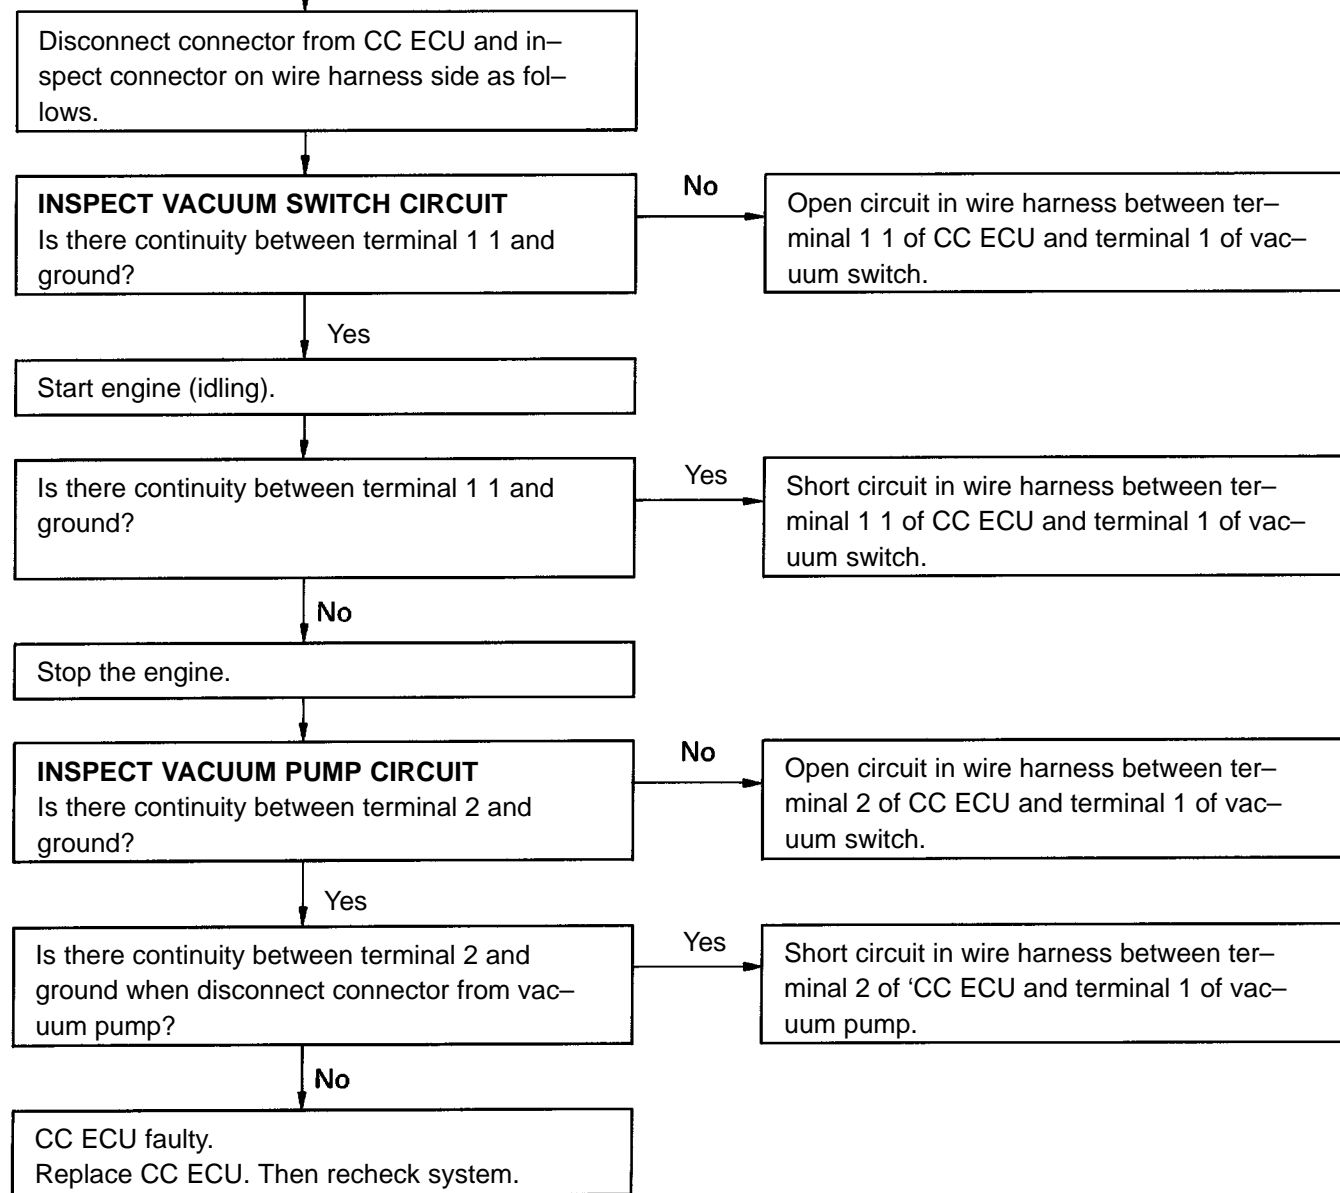 Disconnect connector from CC ECU and in–
spect connector on wire harness side as fol–
lows.
INSPECT VACUUM SWITCH CIRCUIT
Is there continuity between terminal 1 1 and
ground?
No
Open circuit in wire harness between ter–
minal 1 1 of CC ECU and terminal 1 of vac–
uum switch.
Yes
Start engine (idling).
Is there continuity between terminal 1 1 and
ground?
Yes
Short circuit in wire harness between ter–
minal 1 1 of CC ECU and terminal 1 of vac–
uum switch.
No
Stop the engine.
INSPECT VACUUM PUMP CIRCUIT
Is there continuity between terminal 2 and
ground?
No
Open circuit in wire harness between ter–
minal 2 of CC ECU and terminal 1 of vac–
uum switch.
Yes
Is there continuity between terminal 2 and
ground when disconnect connector from vac–
uum pump?
Yes
Short circuit in wire harness between ter–
minal 2 of ‘CC ECU and terminal 1 of vac–
uum pump.
No
CC ECU faulty.
Replace CC ECU. Then recheck system.